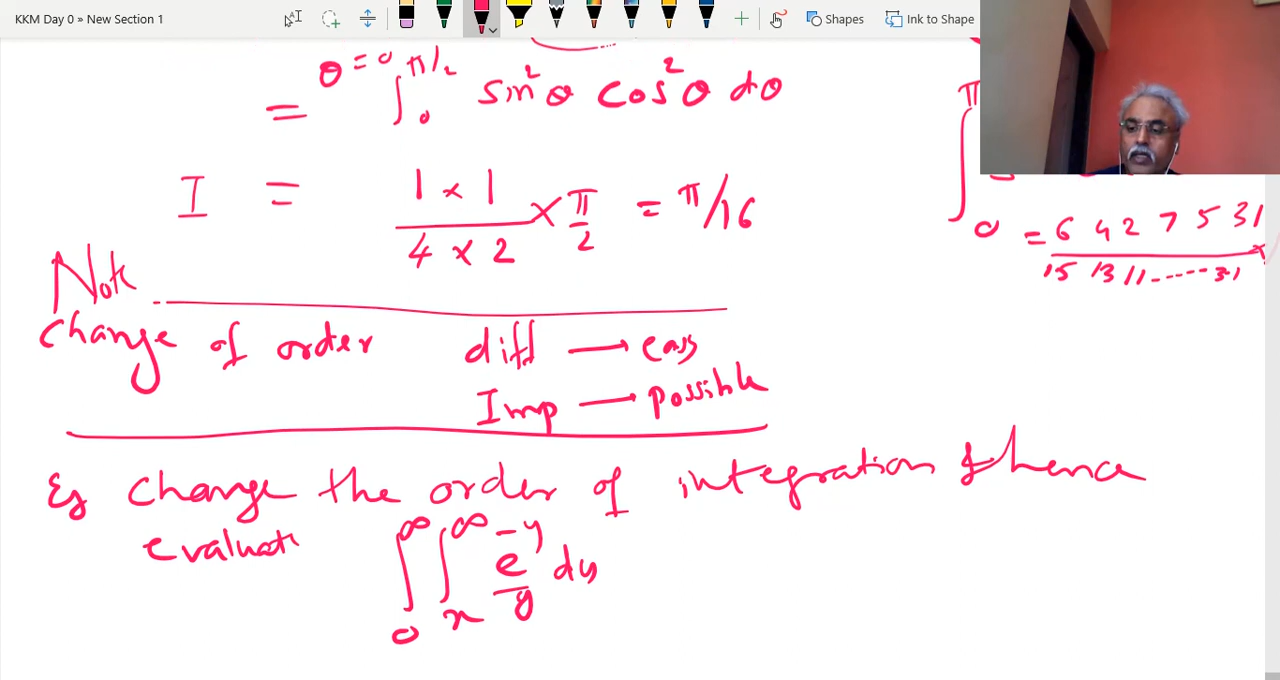 KKM Day 0 » New Section 1
Shapes
Ink to Shape
θ = 0
= ∫₀^{π/2} sin²θ cos²θ dθ
I = (1 × 1)/(4 × 2) × π/2 = π/16
π
∫
0
= 6 4 2 7 5 3 1 ×
15 13 11 ----- 3·1
Note
Change of order diff → easy
Imp → possible
Eg Change the order of integration & hence
evaluate ∫₀^∞ ∫ₓ^∞ e^{-y}/y dy